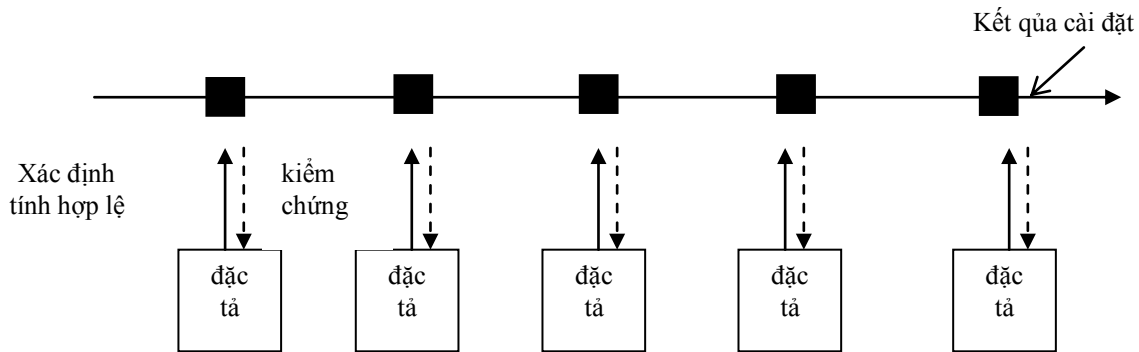 Kết qủa cài đặt
Xác định
tính hợp lệ
kiểm
chứng
đặc
tả
đặc
tả
đặc
tả
đặc
tả
đặc
tả